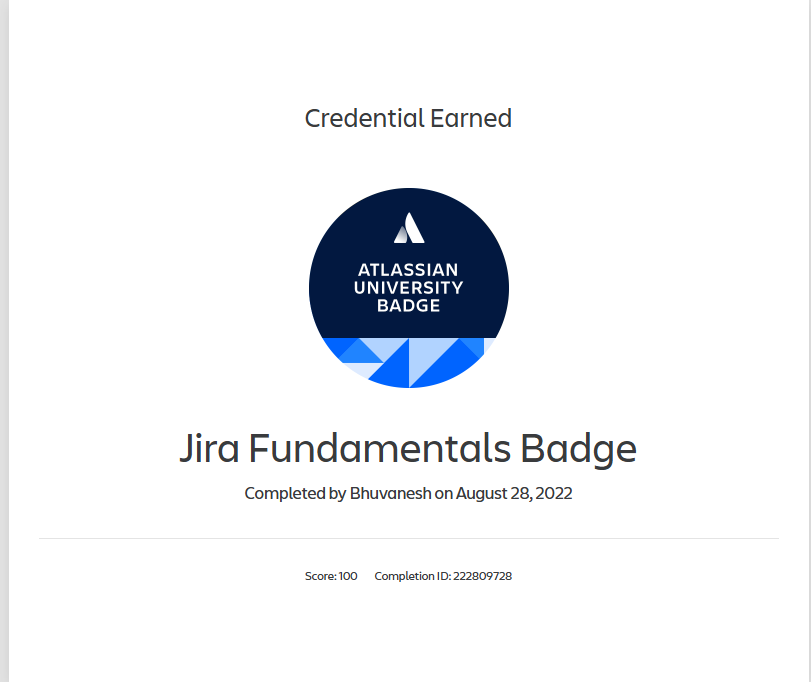 Credential Earned
ATLASSIAN
UNIVERSITY
BADGE
Jira Fundamentals Badge
Completed by Bhuvanesh on August 28, 2022
Score: 100 Completion ID: 222809728